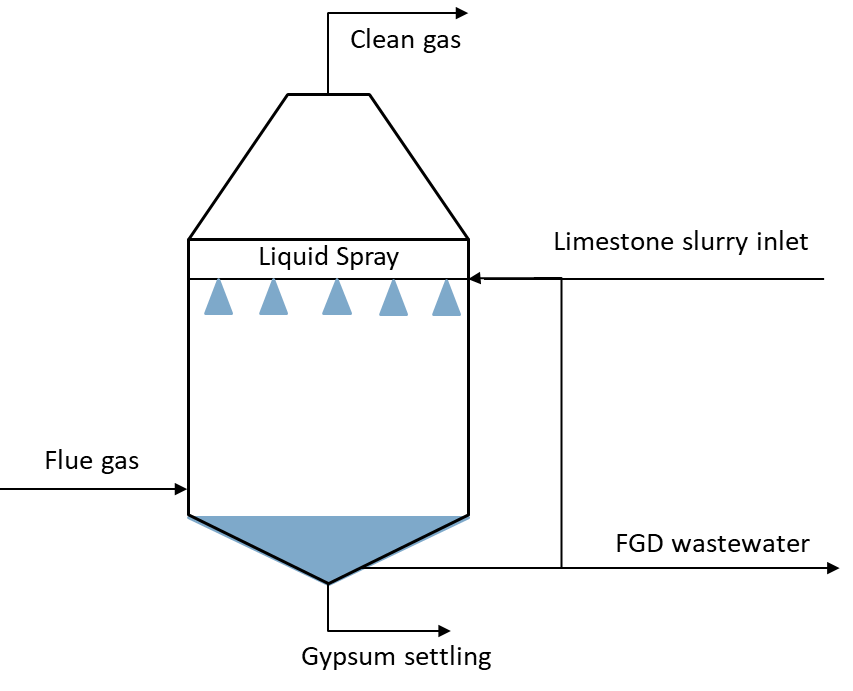 Clean gas
Limestone slurry inlet
Liquid Spray
Flue gas
FGD wastewater
Gypsum settling